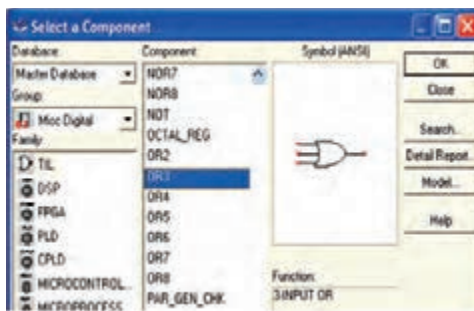 Select a Component
Database:
Master Database
Group:
Misc Digital
Family:
TIL
DSP
FPGA
PLD
CPLD
MICROCONTROL...
MICROPROCESS
Component:
NOR7
NOR8
NOT
OCTAL_REG
OR2
OR3
OR4
OR5
OR6
OR7
OR8
PAR_GEN_CHK
Symbol (ANSI)
Function:
3-INPUT OR
OK
Close
Search...
Detail Report...
Model...
Help